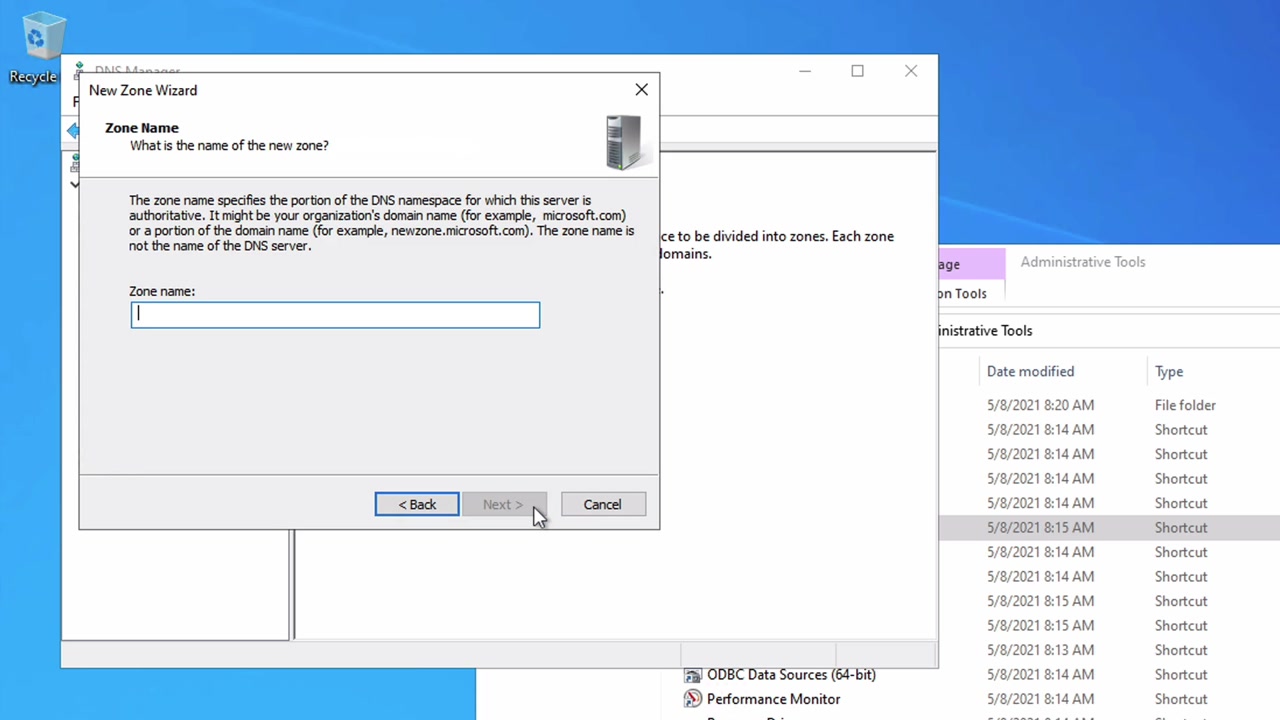 Recycle
DNS Manager
New Zone Wizard
F
Zone Name
What is the name of the new zone?
The zone name specifies the portion of the DNS namespace for which this server is
authoritative. It might be your organization's domain name (for example, microsoft.com)
or a portion of the domain name (for example, newzone.microsoft.com). The zone name is
not the name of the DNS server.
Zone name:
< Back
Next >
Cancel
ce to be divided into zones. Each zone
domains.
age
Administrative Tools
on Tools
inistrative Tools
Date modified
Type
5/8/2021 8:20 AM
File folder
5/8/2021 8:14 AM
Shortcut
5/8/2021 8:14 AM
Shortcut
5/8/2021 8:14 AM
Shortcut
5/8/2021 8:14 AM
Shortcut
5/8/2021 8:15 AM
Shortcut
5/8/2021 8:14 AM
Shortcut
5/8/2021 8:14 AM
Shortcut
5/8/2021 8:15 AM
Shortcut
5/8/2021 8:15 AM
Shortcut
5/8/2021 8:13 AM
Shortcut
ODBC Data Sources (64-bit)
5/8/2021 8:14 AM
Shortcut
Performance Monitor
5/8/2021 8:14 AM
Shortcut